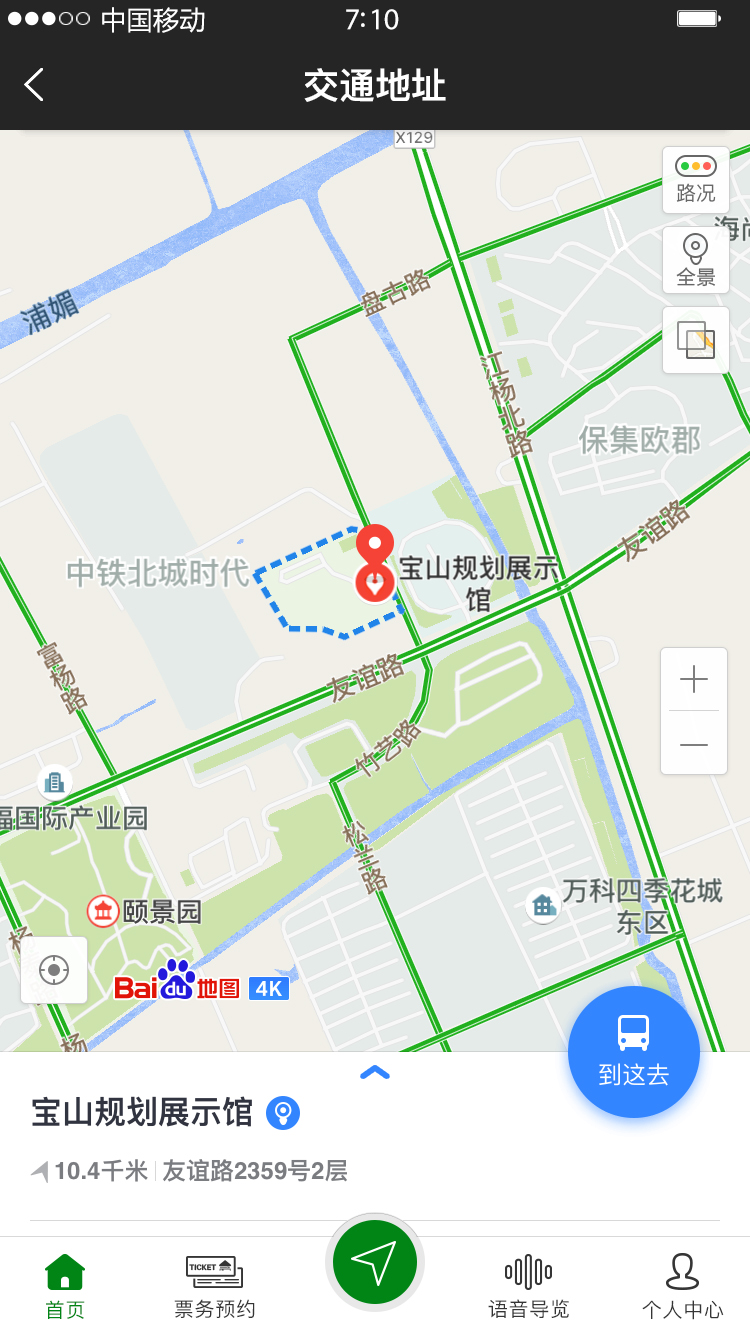 中国移动
7:10
交通地址
X129
路况
海尚
全景
浦媚
盘古路
江杨北路
保集欧郡
友谊路
中铁北城时代
宝山规划展示
馆
富杨路
友谊路
竹艺路
福国际产业园
松兰路
万科四季花城
东区
颐景园
杨
Bai du 地图 4K
杨
到这去
宝山规划展示馆
10.4千米 友谊路2359号2层
TICKET
首页
票务预约
语音导览
个人中心